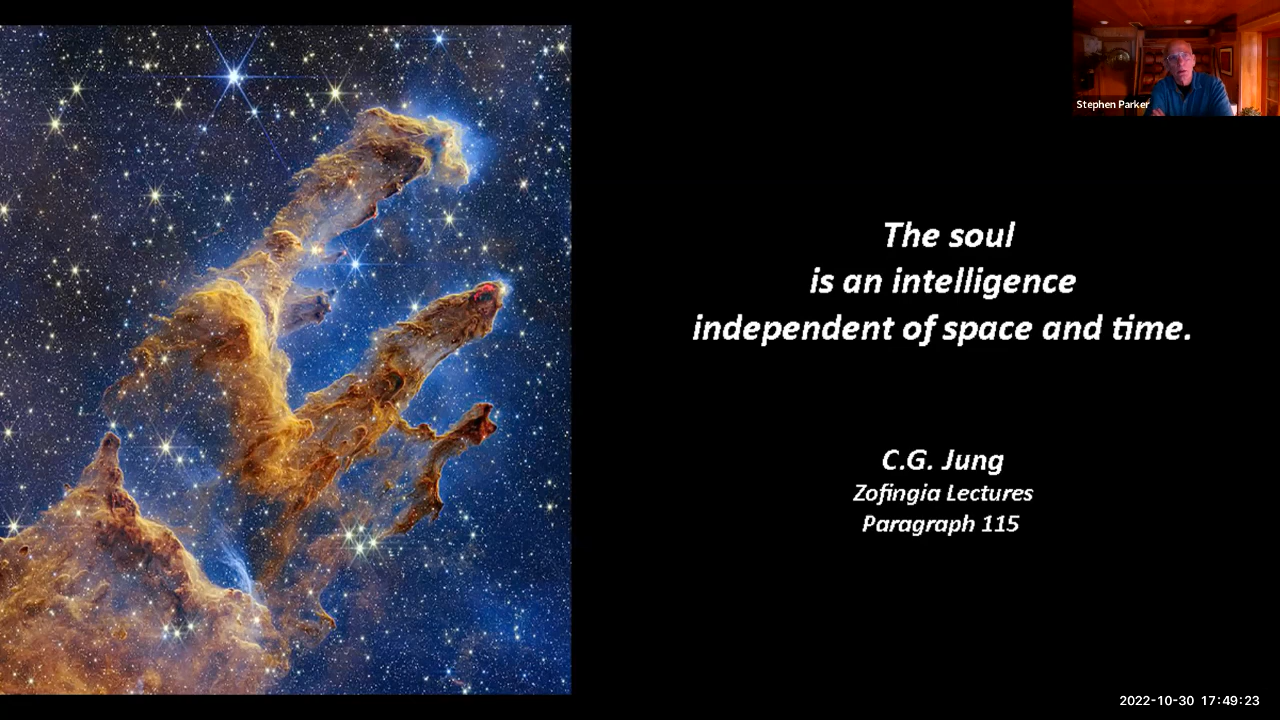 Stephen Parker
The soul
is an intelligence
independent of space and time.
C.G. Jung
Zofingia Lectures
Paragraph 115
2022-10-30 17:49:23